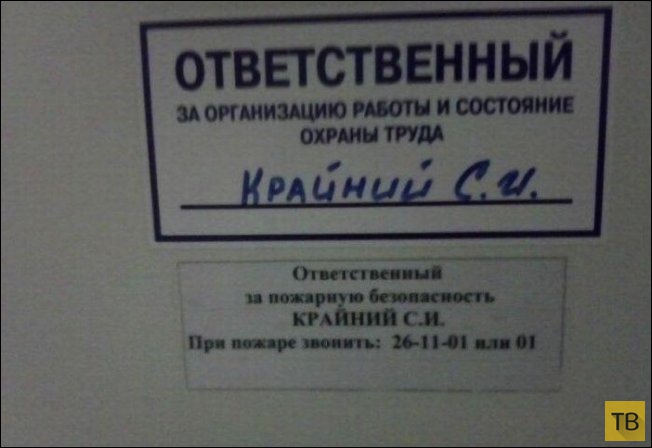 ОТВЕТСТВЕННЫЙ
ЗА ОРГАНИЗАЦИЮ РАБОТЫ И СОСТОЯНИЕ
ОХРАНЫ ТРУДА
КРАЙНИЙ С.И.
Ответственный
за пожарную безопасность
КРАЙНИЙ С.И.
При пожаре звонить: 26-11-01 или 01
ТВ